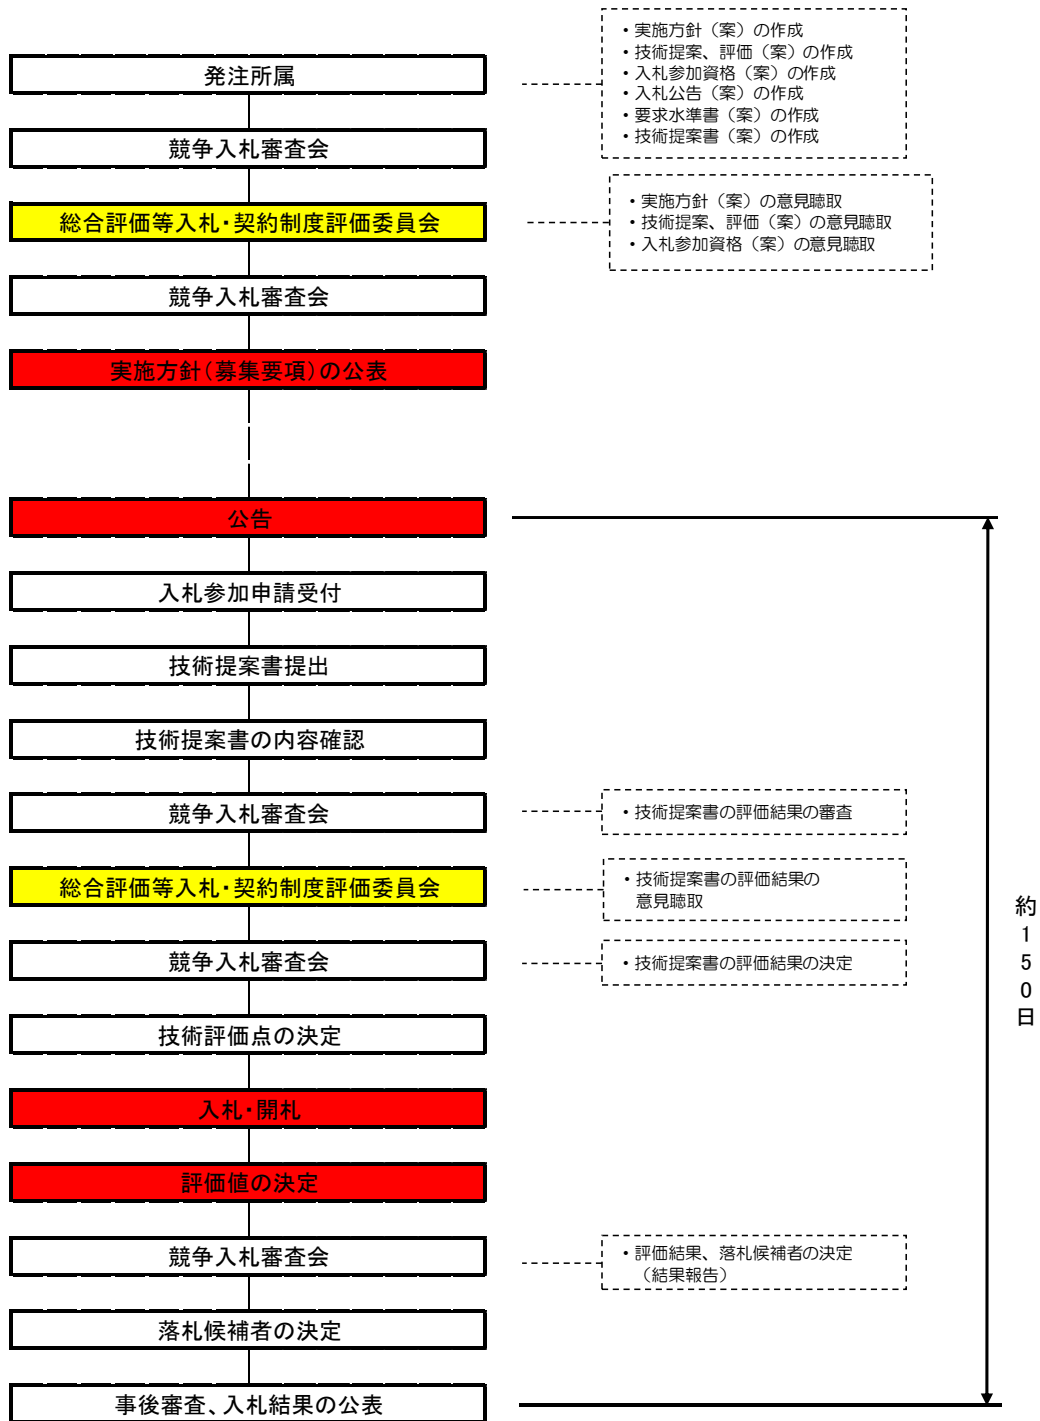 発注所属
・実施方針（案）の作成
・技術提案、評価（案）の作成
・入札参加資格（案）の作成
・入札公告（案）の作成
・要求水準書（案）の作成
・技術提案書（案）の作成
競争入札審査会
総合評価等入札・契約制度評価委員会
・実施方針（案）の意見聴取
・技術提案、評価（案）の意見聴取
・入札参加資格（案）の意見聴取
競争入札審査会
実施方針（募集要項）の公表
公告
入札参加申請受付
技術提案書提出
技術提案書の内容確認
競争入札審査会
・技術提案書の評価結果の審査
総合評価等入札・契約制度評価委員会
・技術提案書の評価結果の
意見聴取
競争入札審査会
・技術提案書の評価結果の決定
技術評価点の決定
入札・開札
評価値の決定
競争入札審査会
・評価結果、落札候補者の決定
（結果報告）
落札候補者の決定
事後審査、入札結果の公表
約150日